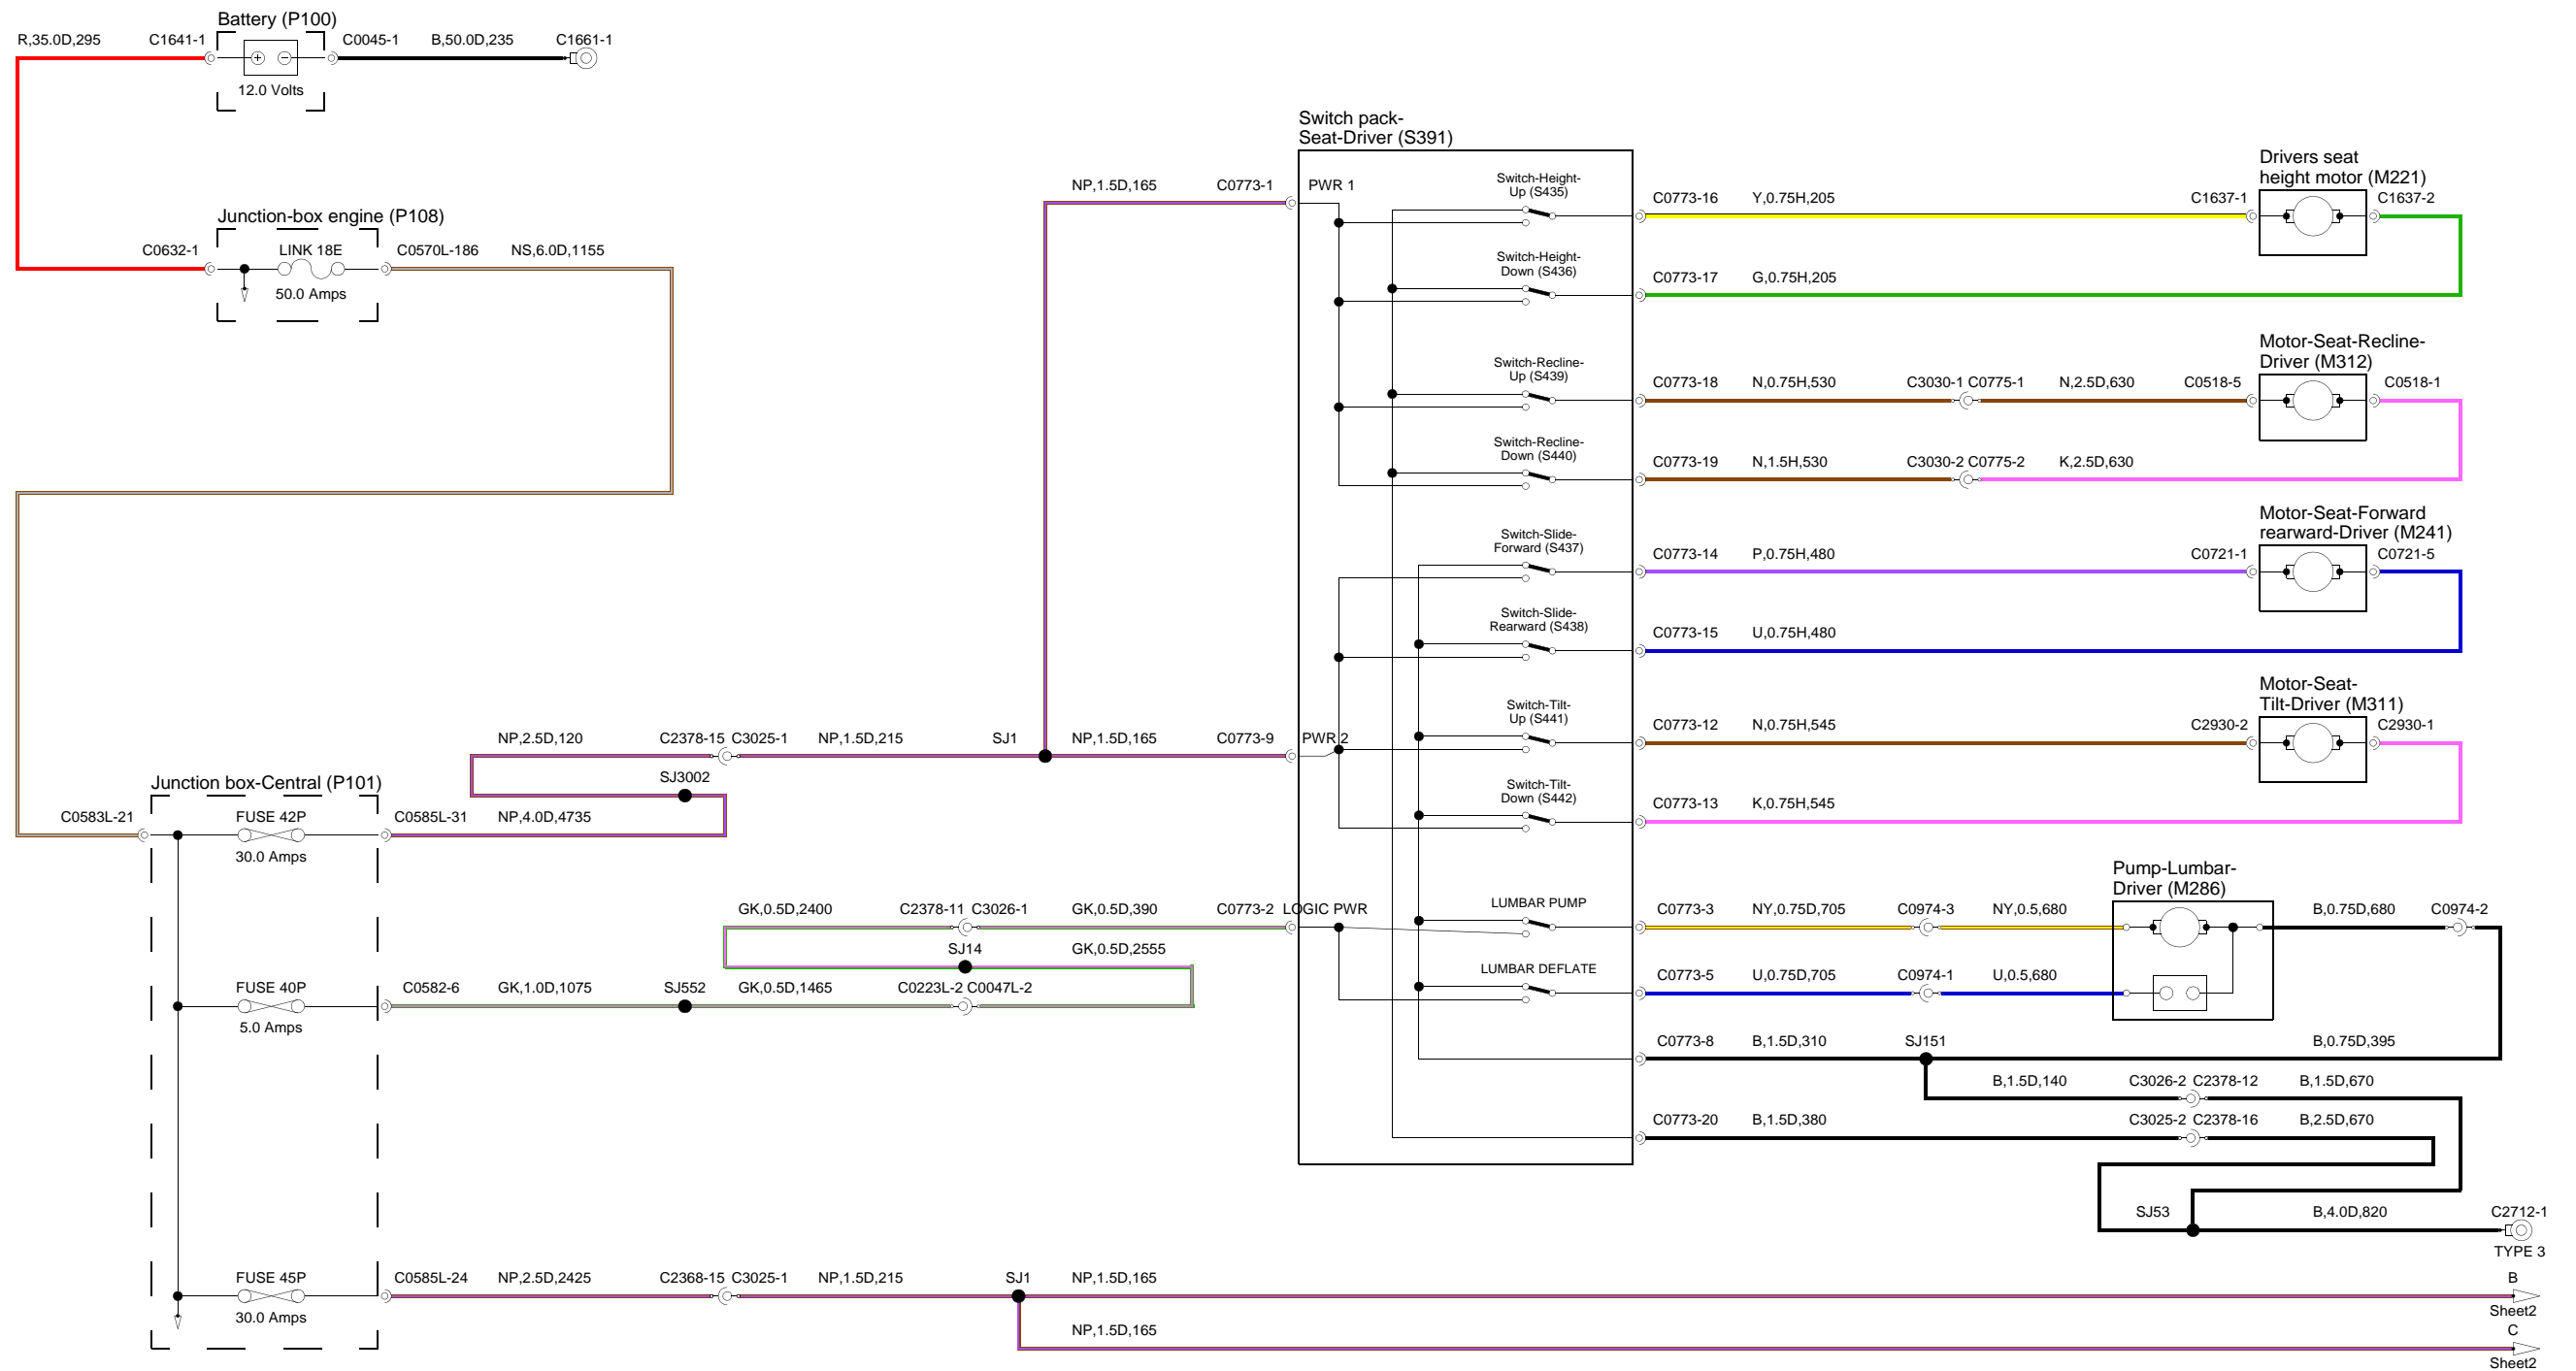 Battery (P100)
R,35.0D,295
C1641-1
C0045-1
B,50.0D,235
C1661-1
12.0 Volts
Junction-box engine (P108)
C0632-1
LINK 18E
C0570L-186
NS,6.0D,1155
50.0 Amps
Switch pack-
Seat-Driver (S391)
NP,1.5D,165
C0773-1
PWR 1
Switch-Height-
Up (S435)
C0773-16
Y,0.75H,205
C1637-1
Drivers seat
height motor (M221)
C1637-2
Switch-Height-
Down (S436)
C0773-17
G,0.75H,205
Switch-Recline-
Up (S439)
C0773-18
N,0.75H,530
C3030-1 C0775-1
N,2.5D,630
C0518-5
Motor-Seat-Recline-
Driver (M312)
C0518-1
Switch-Recline-
Down (S440)
C0773-19
N,1.5H,530
C3030-2 C0775-2
K,2.5D,630
Switch-Slide-
Forward (S437)
C0773-14
P,0.75H,480
C0721-1
Motor-Seat-Forward
rearward-Driver (M241)
C0721-5
Switch-Slide-
Rearward (S438)
C0773-15
U,0.75H,480
NP,2.5D,120
C2378-15 C3025-1
NP,1.5D,215
SJ1
NP,1.5D,165
C0773-9
PWR 2
Switch-Tilt-
Up (S441)
C0773-12
N,0.75H,545
C2930-2
Motor-Seat-
Tilt-Driver (M311)
C2930-1
SJ3002
Switch-Tilt-
Down (S442)
C0773-13
K,0.75H,545
Junction box-Central (P101)
C0583L-21
FUSE 42P
C0585L-31
NP,4.0D,4735
30.0 Amps
GK,0.5D,2400
C2378-11 C3026-1
GK,0.5D,390
C0773-2
LOGIC PWR
LUMBAR PUMP
C0773-3
NY,0.75D,705
C0974-3
NY,0.5,680
Pump-Lumbar-
Driver (M286)
B,0.75D,680
C0974-2
SJ14
GK,0.5D,2555
LUMBAR DEFLATE
C0773-5
U,0.75D,705
C0974-1
U,0.5,680
FUSE 40P
C0582-6
GK,1.0D,1075
SJ552
GK,0.5D,1465
C0223L-2 C0047L-2
5.0 Amps
C0773-8
B,1.5D,310
SJ151
B,0.75D,395
B,1.5D,140
C3026-2 C2378-12
B,1.5D,670
C0773-20
B,1.5D,380
C3025-2 C2378-16
B,2.5D,670
SJ53
B,4.0D,820
C2712-1
TYPE 3
FUSE 45P
C0585L-24
NP,2.5D,2425
C2368-15 C3025-1
NP,1.5D,215
SJ1
NP,1.5D,165
B
Sheet2
30.0 Amps
NP,1.5D,165
C
Sheet2